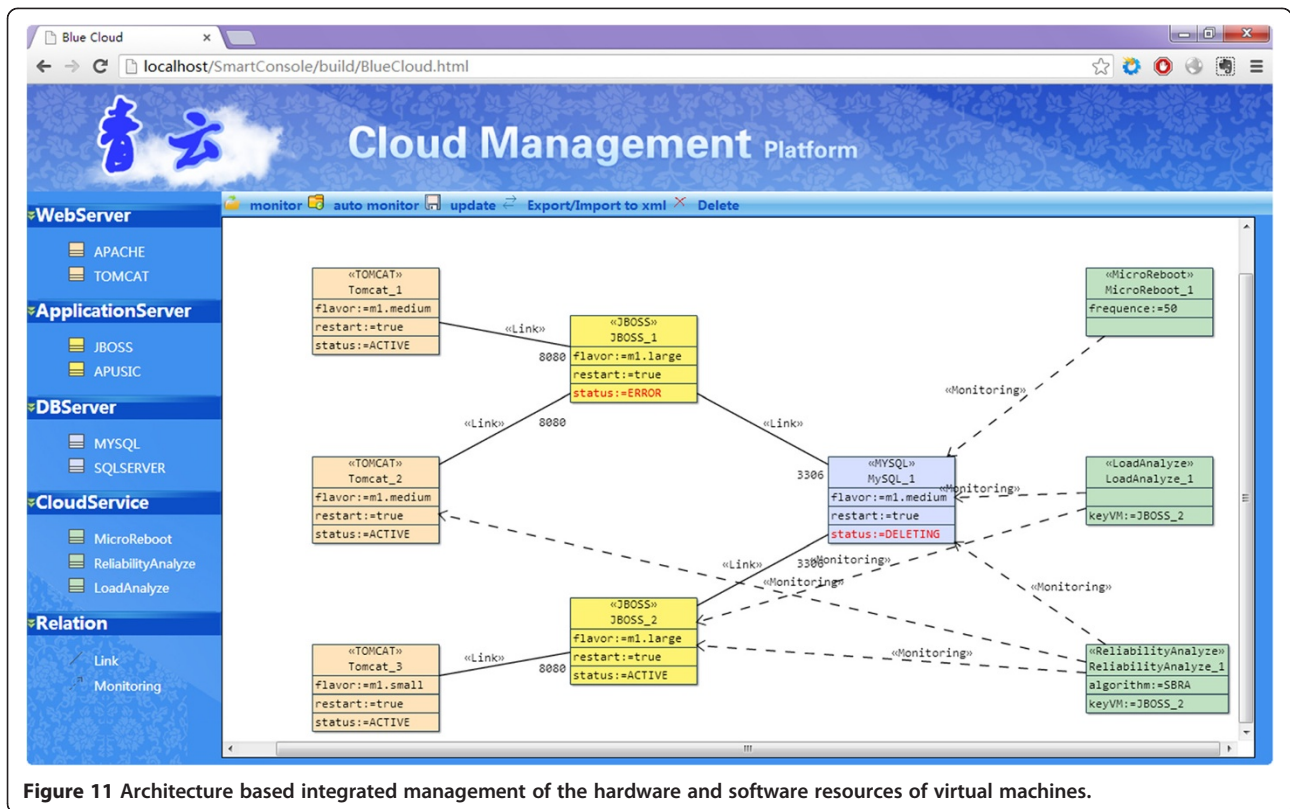 Blue Cloud
localhost/SmartConsole/build/BlueCloud.html
青云
Cloud Management Platform
monitor auto monitor update Export/Import to xml Delete
WebServer
APACHE
TOMCAT
ApplicationServer
JBOSS
APUSIC
DBServer
MYSQL
SQLSERVER
CloudService
MicroReboot
ReliabilityAnalyze
LoadAnalyze
Relation
Link
Monitoring
«TOMCAT»
Tomcat_1
flavor:=m1.medium
restart:=true
status:=ACTIVE
«Link»
8080
«JBOSS»
JBOSS_1
flavor:=m1.large
restart:=true
status:=ERROR
«Link»
8080
«Link»
3306
«TOMCAT»
Tomcat_2
flavor:=m1.medium
restart:=true
status:=ACTIVE
«MYSQL»
MySQL_1
flavor:=m1.medium
restart:=true
status:=DELETING
«MicroReboot»
MicroReboot_1
frequence:=50
«Monitoring»
«LoadAnalyze»
LoadAnalyze_1
keyVM:=JBOSS_2
«Monitoring»
«Link»
3306
«Monitoring»
«Monitoring»
«Monitoring»
«JBOSS»
JBOSS_2
flavor:=m1.large
restart:=true
status:=ACTIVE
«Monitoring»
«TOMCAT»
Tomcat_3
flavor:=m1.small
restart:=true
status:=ACTIVE
«Link»
8080
«ReliabilityAnalyze»
ReliabilityAnalyze_1
algorithm:=SBRA
keyVM:=JBOSS_2
Figure 11 Architecture based integrated management of the hardware and software resources of virtual machines.